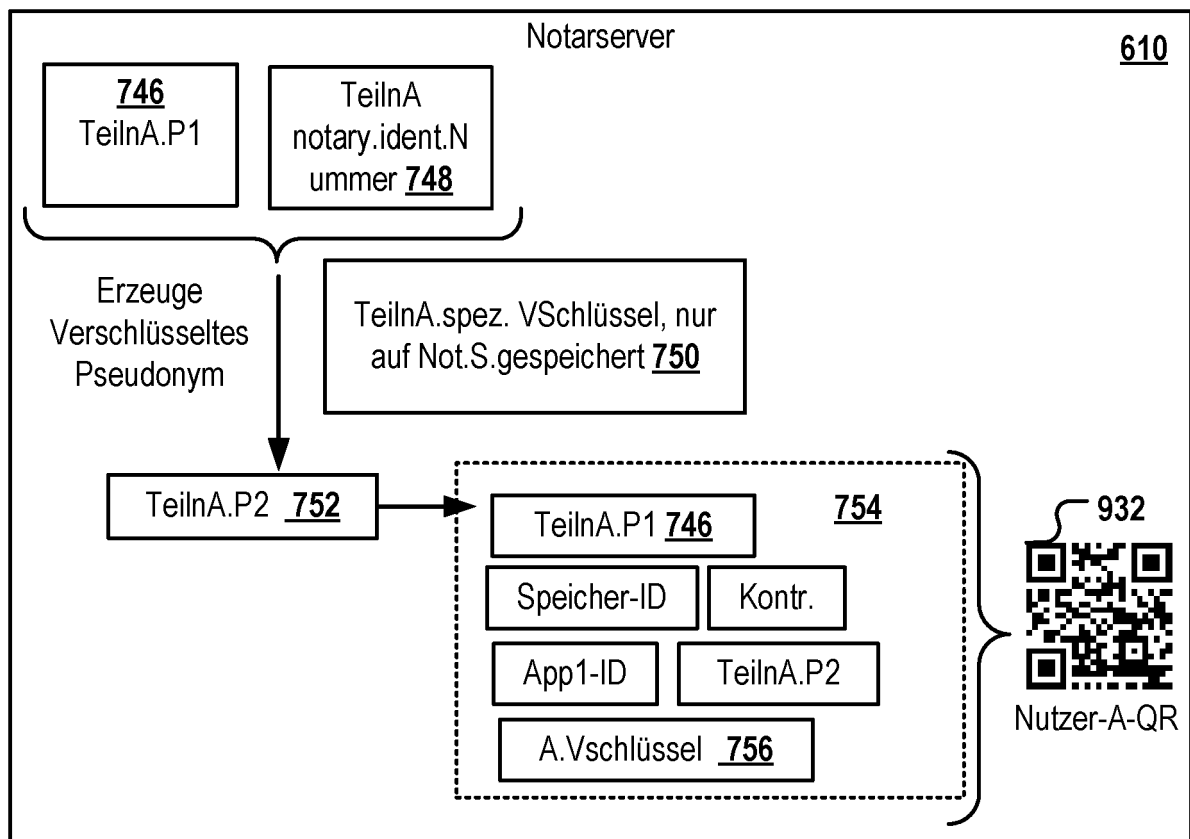 Notarserver
610
746
TeilnA.P1
TeilnA
notary.ident.N
ummer 748
Erzeuge
Verschlüsseltes
Pseudonym
TeilnA.spez. VSchlüssel, nur
auf Not.S.gespeichert 750
TeilnA.P2 752
754
TeilnA.P1 746
Speicher-ID
Kontr.
App1-ID
TeilnA.P2
A.Vschlüssel 756
932
Nutzer-A-QR